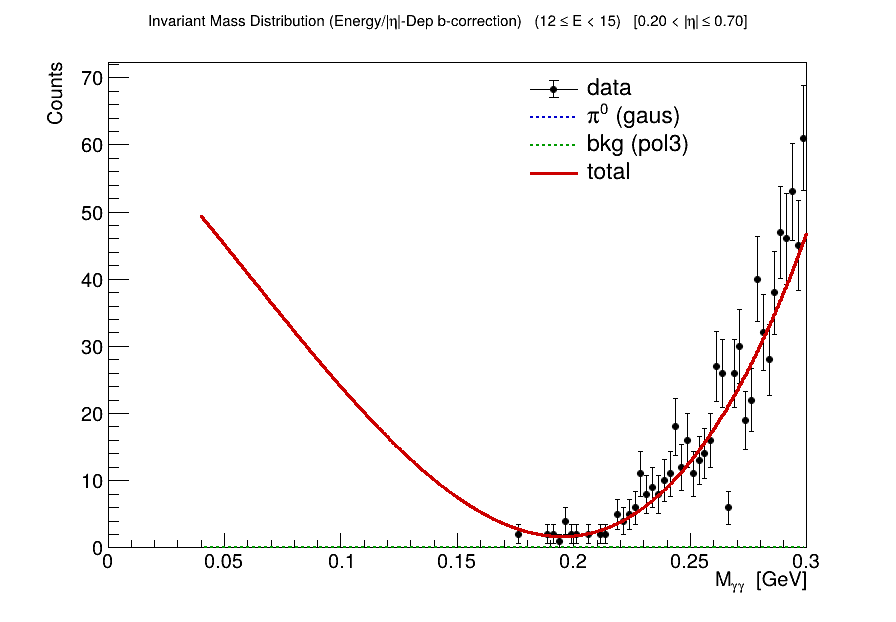 Invariant Mass Distribution (Energy/|η|-Dep b-correction) (12 ≤ E < 15) [0.20 < |η| ≤ 0.70]
Counts
70
60
50
40
30
20
10
0
data
π⁰ (gaus)
bkg (pol3)
total
0 0.05 0.1 0.15 0.2 0.25 0.3
Mγγ [GeV]